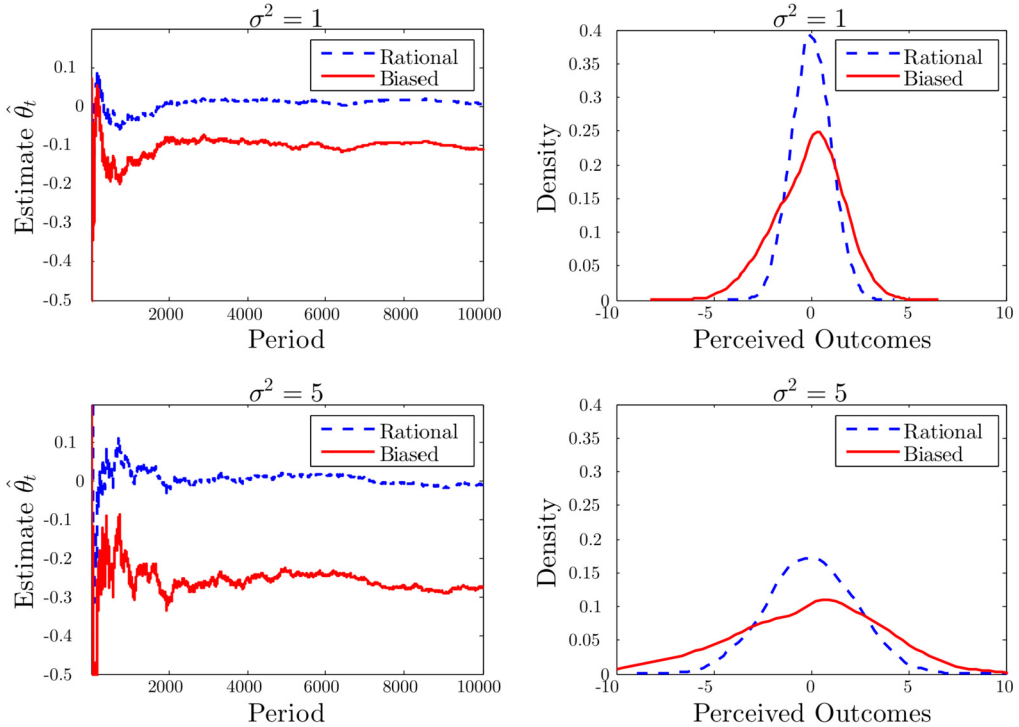 σ² = 1
Estimate θ̂ₜ
0.1
0
-0.1
-0.2
-0.3
-0.4
-0.5
2000 4000 6000 8000 10000
Period
Rational
Biased
σ² = 1
Density
0.4
0.35
0.3
0.25
0.2
0.15
0.1
0.05
0
-10 -5 0 5 10
Perceived Outcomes
Rational
Biased
σ² = 5
Estimate θ̂ₜ
0.1
0
-0.1
-0.2
-0.3
-0.4
-0.5
2000 4000 6000 8000 10000
Period
Rational
Biased
σ² = 5
Density
0.4
0.35
0.3
0.25
0.2
0.15
0.1
0.05
0
-10 -5 0 5 10
Perceived Outcomes
Rational
Biased